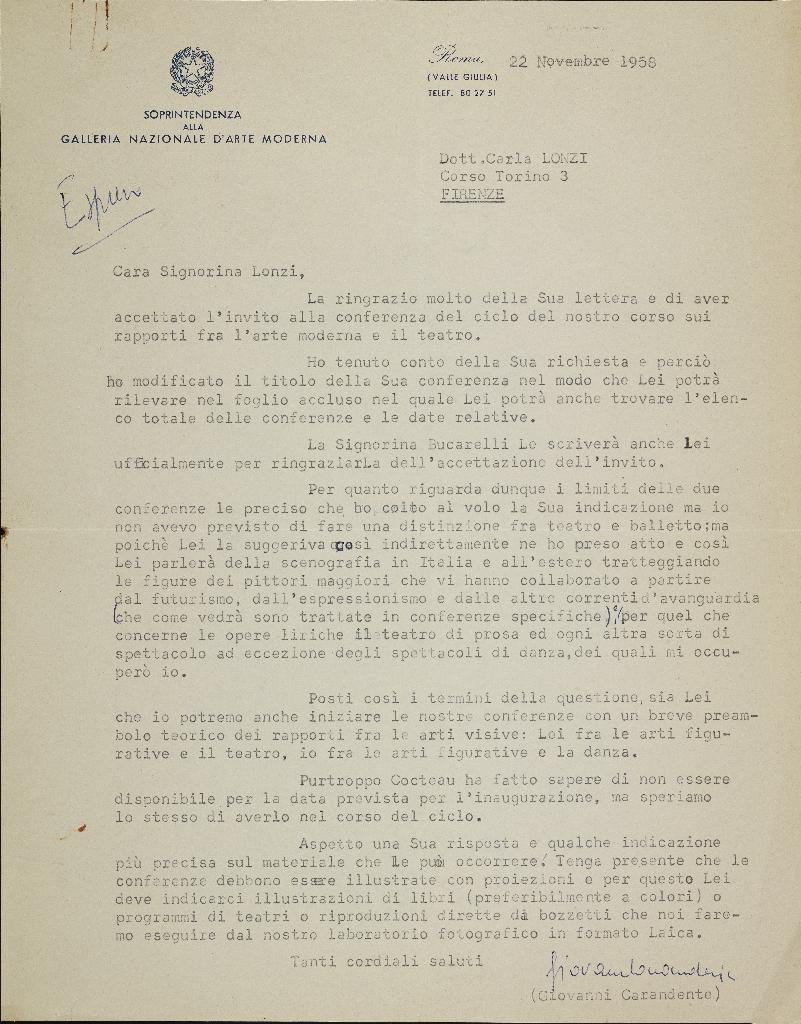 Roma, 22 Novembre 1958
(VALLE GIULIA)
TELEF. 80 27 51
SOPRINTENDENZA
ALLA
GALLERIA NAZIONALE D'ARTE MODERNA
Dott.Carla LONZI
Corso Torino 3
FIRENZE
Cara Signorina Lonzi,
La ringrazio molto della Sua lettera e di aver
accettato l'invito alla conferenza del ciclo del nostro corso sui
rapporti fra l'arte moderna e il teatro.
Ho tenuto conto della Sua richiesta e perciò
ho modificato il titolo della Sua conferenza nel modo che Lei potrà
rilevare nel foglio accluso nel quale Lei potrà anche trovare l'elen-
co totale delle conferenze e le date relative.
La Signorina Bucarelli Le scriverà anche lei
ufficialmente per ringraziarLa dell'accettazione dell'invito.
Per quanto riguarda dunque i limiti delle due
conferenze le preciso che ho colto al volo la Sua indicazione ma io
non avevo previsto di fare una distinzione fra teatro e balletto;ma
poichè Lei la suggeriva così indirettamente ne ho preso atto e così
Lei parlerà della scenografia in Italia e all'estero tratteggiando
le figure dei pittori maggiori che vi hanno collaborato a partire
dal futurismo, dall'espressionismo e dalle altre correnti d'avanguardia
(che come vedrà sono trattate in conferenze specifiche) per quel che
concerne le opere liriche il teatro di prosa ed ogni altra sorta di
spettacolo ad eccezione degli spettacoli di danza,dei quali mi occu-
però io.
Posti così i termini della questione, sia Lei
che io potremo anche iniziare le nostre conferenze con un breve pream-
bolo teorico dei rapporti fra le arti visive: Lei fra le arti figu-
rative e il teatro, io fra le arti figurative e la danza.
Purtroppo Cocteau ha fatto sapere di non essere
disponibile per la data prevista per l'inaugurazione, ma speriamo
lo stesso di averlo nel corso del ciclo.
Aspetto una Sua risposta e qualche indicazione
più precisa sul materiale che Le può occorrere. Tenga presente che le
conferenze debbono essere illustrate con proiezioni e per questo Lei
deve indicarci illustrazioni di libri (preferibilmente a colori) o
programmi di teatri o riproduzioni dirette da bozzetti che noi fare-
mo eseguire dal nostro laboratorio fotografico in formato Laica.
Tanti cordiali saluti
Giovanni Carandente
(Giovanni Carandente)